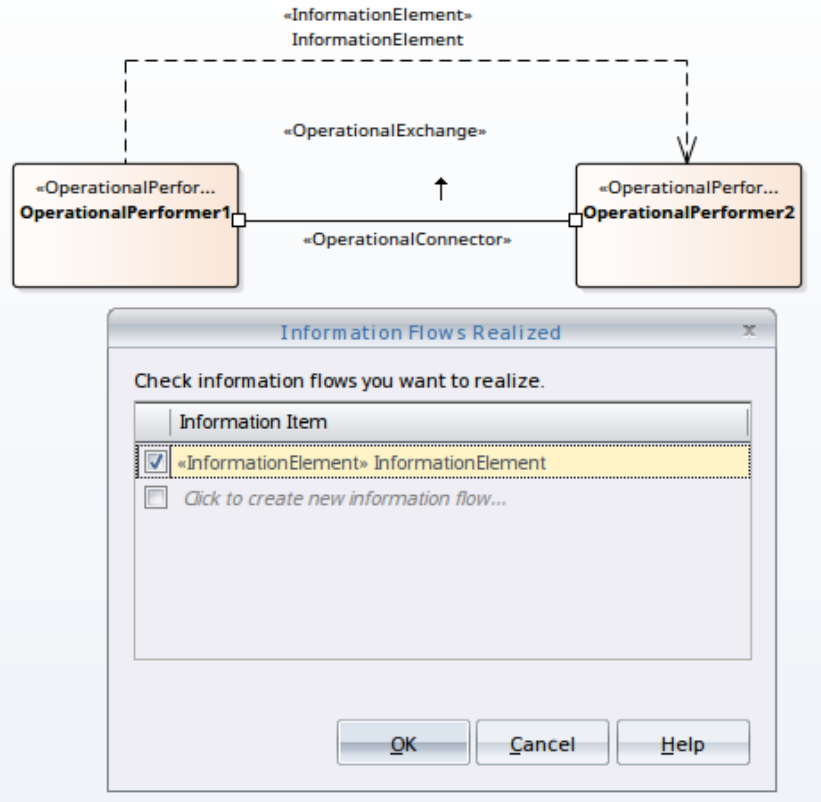 «InformationElement»
InformationElement
«OperationalExchange»
«OperationalPerfor...
OperationalPerformer1
«OperationalPerfor...
OperationalPerformer2
«OperationalConnector»
Information Flows Realized
Check information flows you want to realize.
Information Item
«InformationElement» InformationElement
Click to create new information flow...
OK
Cancel
Help